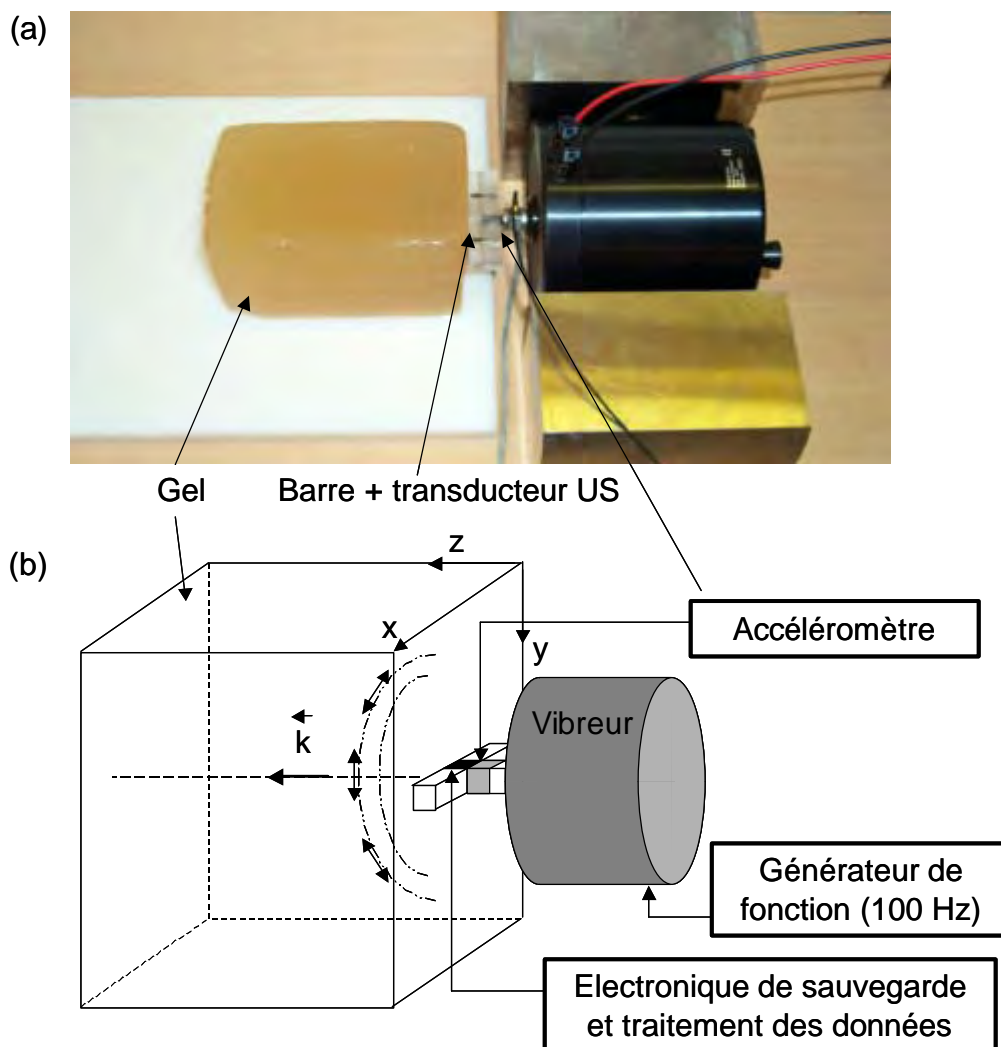 (a)
Gel
Barre + transducteur US
(b)
z
Accéléromètre
x
y
Vibreur
k
Générateur de
fonction (100 Hz)
Electronique de sauvegarde
et traitement des données